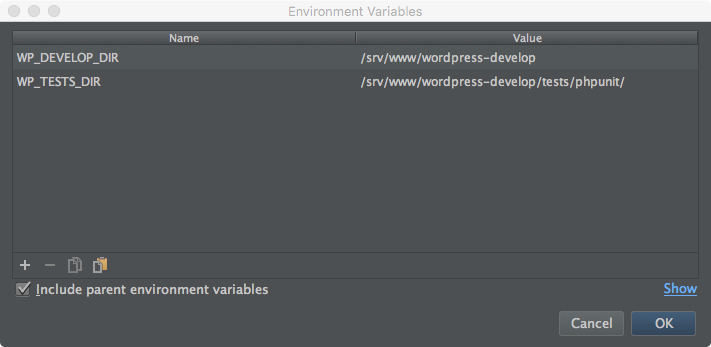 Environment Variables
Name Value
WP_DEVELOP_DIR /srv/www/wordpress-develop
WP_TESTS_DIR /srv/www/wordpress-develop/tests/phpunit/
Include parent environment variables Show
Cancel OK